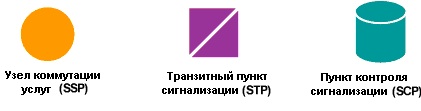 Узел коммутации
услуг (SSP)
Транзитный пункт
сигнализации (STP)
Пункт контроля
сигнализации (SCP)